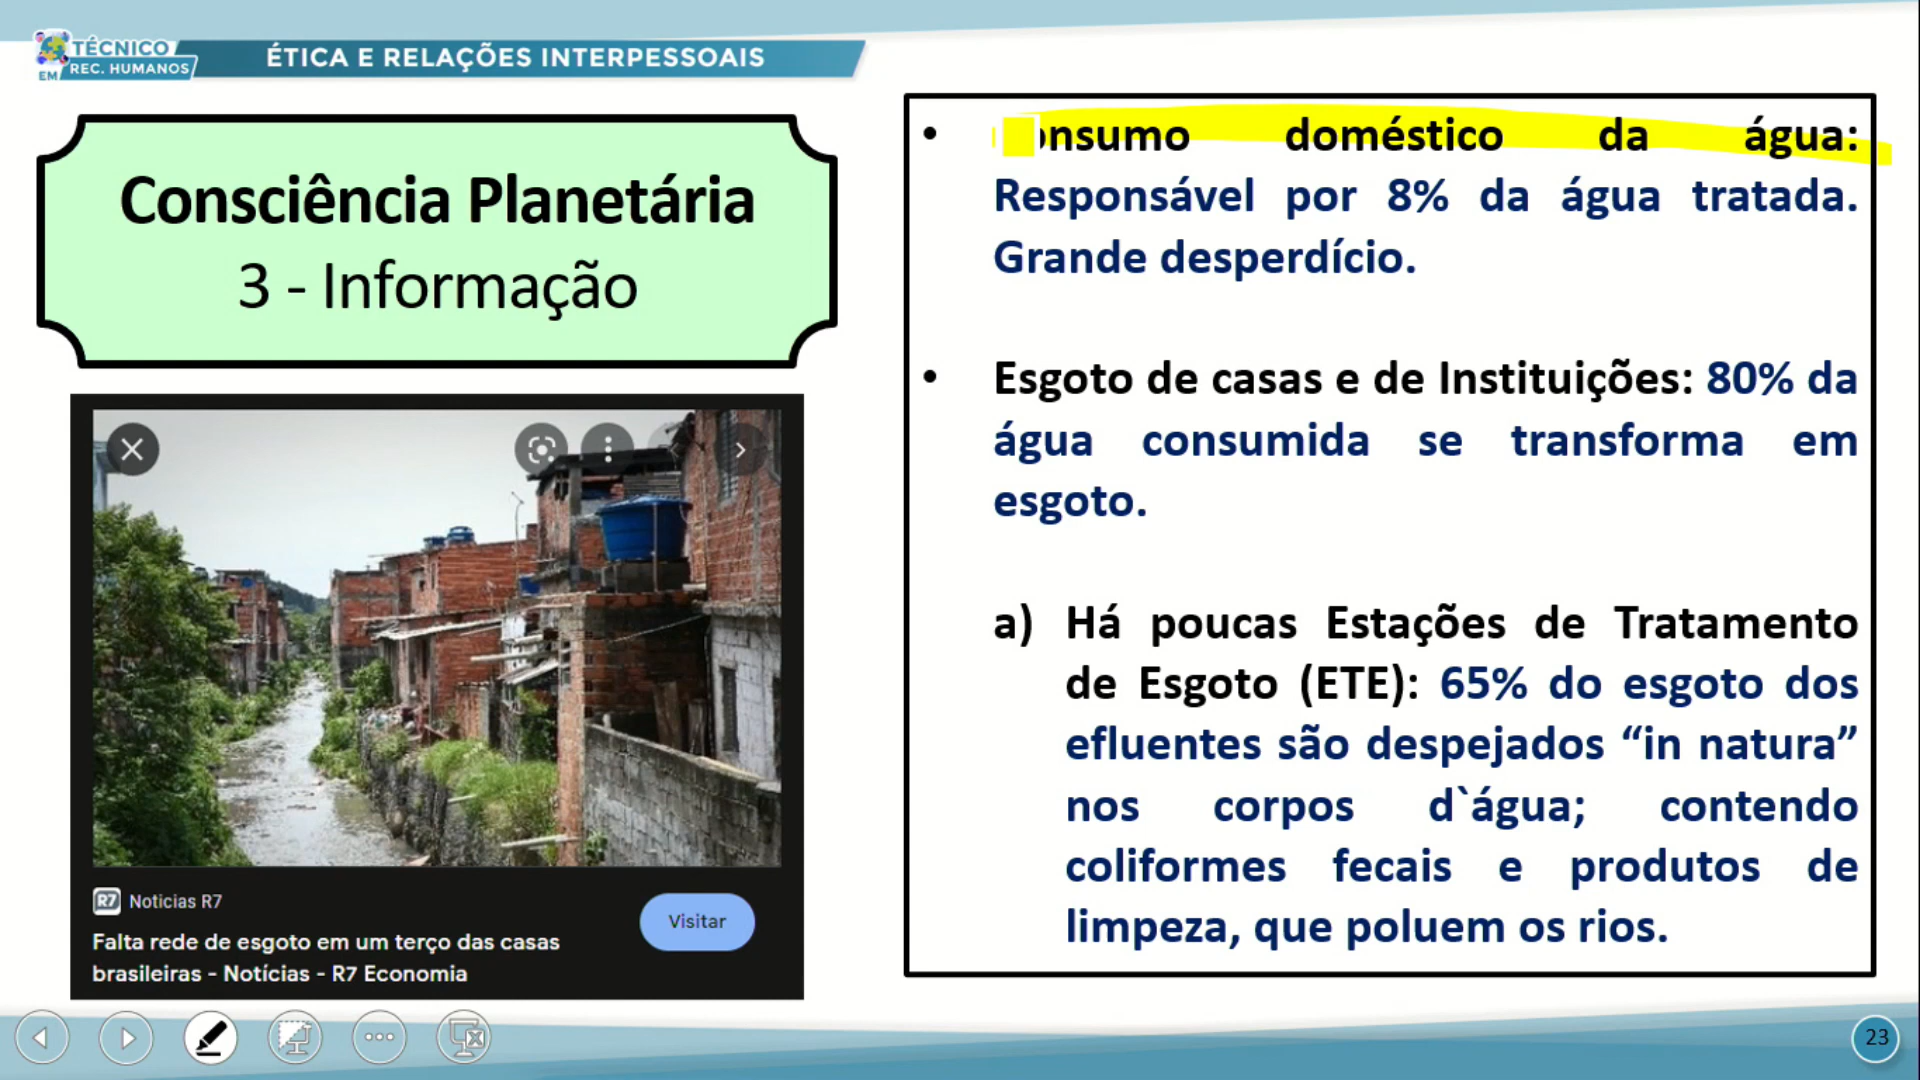 TÉCNICO
EM REC. HUMANOS
ÉTICA E RELAÇÕES INTERPESSOAIS
Consciência Planetária
3 - Informação
R7 Noticias R7
Visitar
Falta rede de esgoto em um terço das casas
brasileiras - Notícias - R7 Economia
• onsumo doméstico da água:
Responsável por 8% da água tratada.
Grande desperdício.
• Esgoto de casas e de Instituições: 80% da
água consumida se transforma em
esgoto.
a) Há poucas Estações de Tratamento
de Esgoto (ETE): 65% do esgoto dos
efluentes são despejados “in natura”
nos corpos d`água; contendo
coliformes fecais e produtos de
limpeza, que poluem os rios.
23